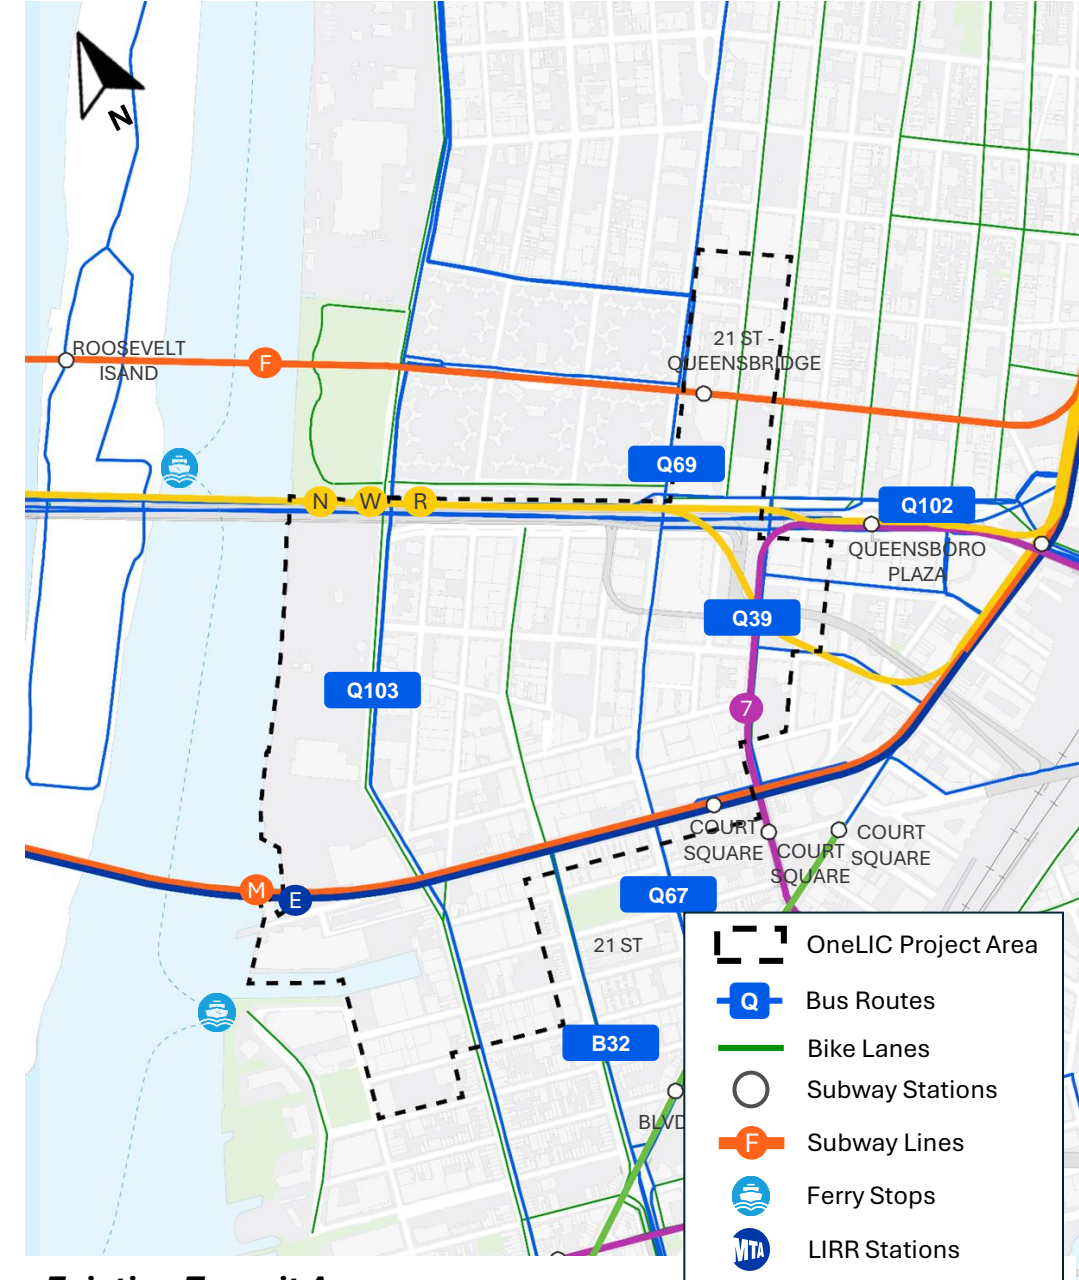 N
ROOSEVELT
ISAND
F
21 ST -
QUEENSBRIDGE
Q69
N W R
Q102
QUEENSBORO
PLAZA
Q39
Q103
7
COURT
SQUARE
COURT
SQUARE
COURT
SQUARE
M
E
Q67
21 ST
B32
BLVD
OneLIC Project Area
Q
Bus Routes
Bike Lanes
Subway Stations
F
Subway Lines
Ferry Stops
MTA
LIRR Stations